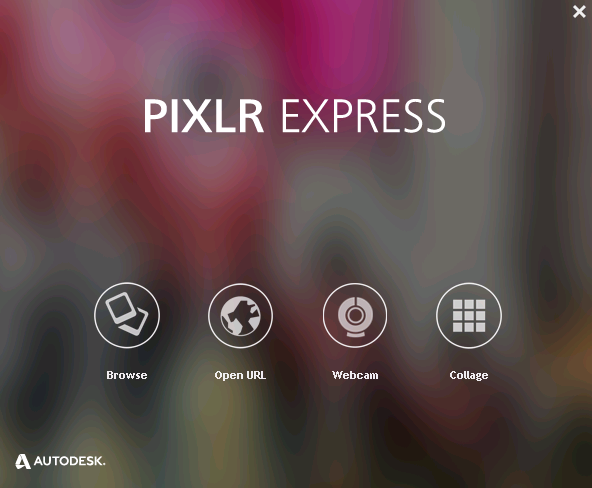 PIXLR EXPRESS
Browse Open URL Webcam Collage
AUTODESK.